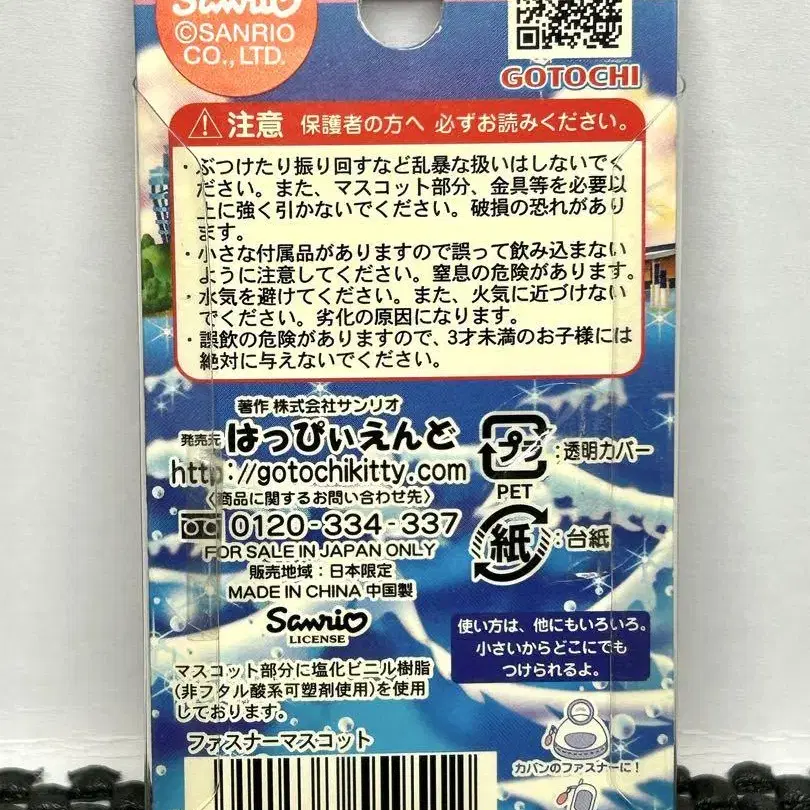 Sanrio
©SANRIO
CO., LTD.
GOTOCHI
注意 保護者の方へ 必ずお読みください。
・ぶつけたり振り回すなど乱暴な扱いはしないでく
ださい。また、マスコット部分、金具等を必要以
上に強く引かないでください。破損の恐れがあり
ます。
・小さな付属品がありますので誤って飲み込まない
ように注意してください。窒息の危険があります。
・水気を避けてください。また、火気に近づけない
でください。劣化の原因になります。
・誤飲の危険がありますので、3才未満のお子様には
絶対に与えないでください。
著作 株式会社サンリオ
発売元 はっぴぃえんど
http://gotochikitty.com
〈商品に関するお問い合わせ先〉
0120-334-337
FOR SALE IN JAPAN ONLY
販売地域：日本限定
MADE IN CHINA 中国製
Sanrio
LICENSE
プラ：透明カバー
PET
紙：台紙
使い方は、他にもいろいろ。
小さいからどこにでも
つけられるよ。
マスコット部分に塩化ビニル樹脂
(非フタル酸系可塑剤使用)を使用
しております。
ファスナーマスコット
カバンのファスナーに！